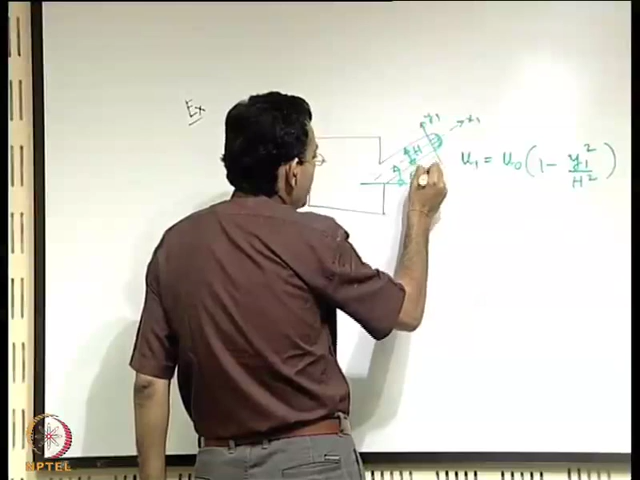 Ex
y₁
x₁
H
u₁ = u₀(1 - y₁²/H²)
NPTEL